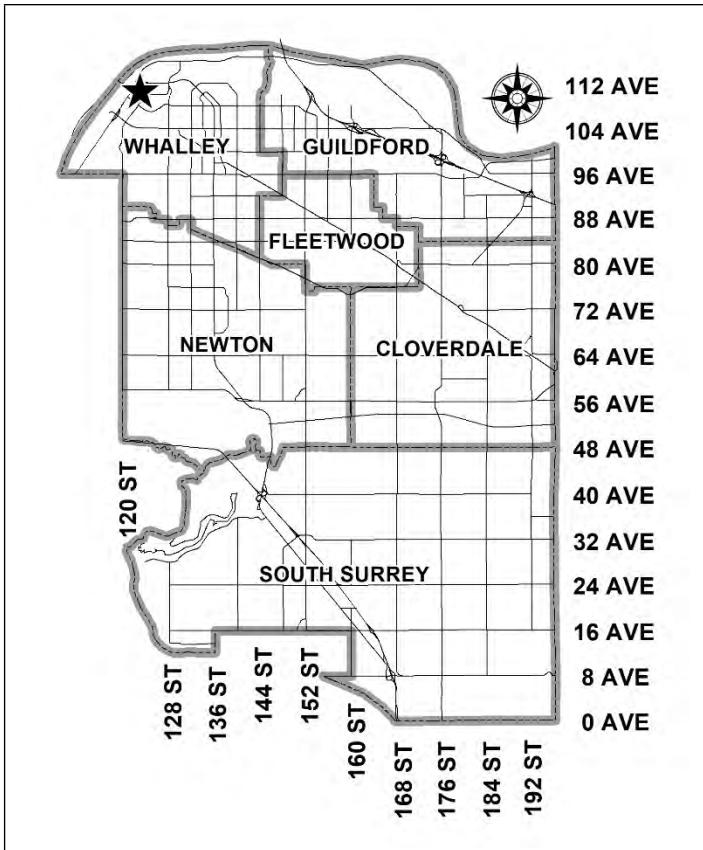 112 AVE
104 AVE
WHALLEY
GUILDFORD
96 AVE
88 AVE
FLEETWOOD
80 AVE
72 AVE
NEWTON
CLOVERDALE
64 AVE
56 AVE
48 AVE
120 ST
40 AVE
32 AVE
SOUTH SURREY
24 AVE
16 AVE
8 AVE
0 AVE
128 ST
136 ST
144 ST
152 ST
160 ST
168 ST
176 ST
184 ST
192 ST